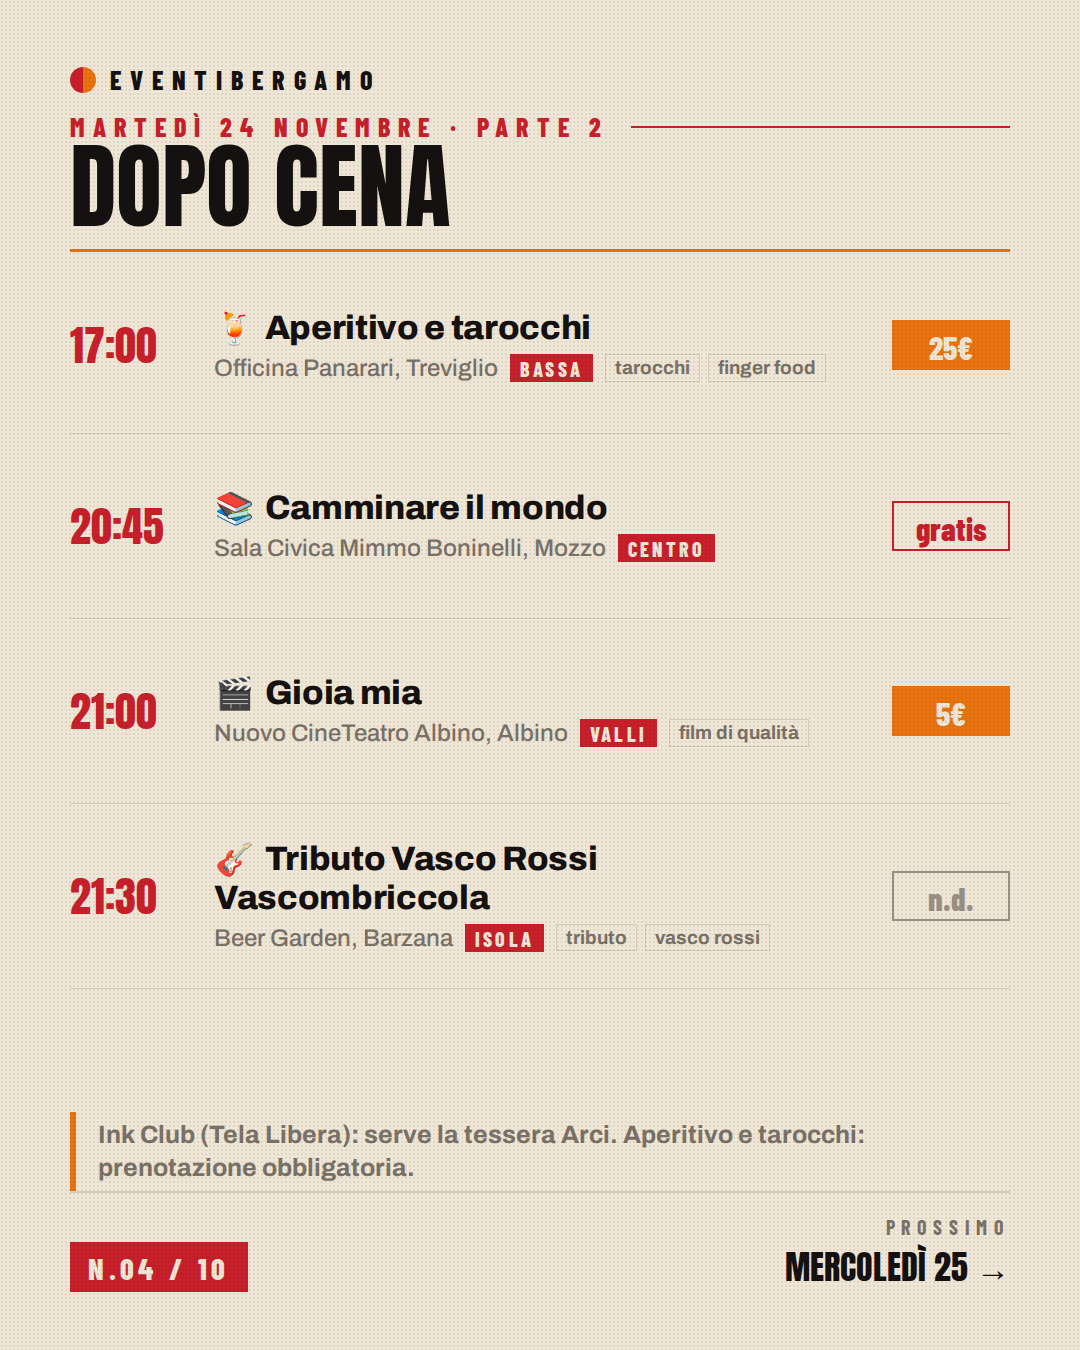 EVENTIBERGAMO
MARTEDÌ 24 NOVEMBRE · PARTE 2
DOPO CENA
17:00
Aperitivo e tarocchi
25€
Officina Panarari, Treviglio BASSA tarocchi finger food
20:45
Camminare il mondo
gratis
Sala Civica Mimmo Boninelli, Mozzo CENTRO
21:00
Gioia mia
5€
Nuovo CineTeatro Albino, Albino VALLI film di qualità
21:30
Tributo Vasco Rossi
Vascombriccola
n.d.
Beer Garden, Barzana ISOLA tributo vasco rossi
Ink Club (Tela Libera): serve la tessera Arci. Aperitivo e tarocchi:
prenotazione obbligatoria.
N.04 / 10
PROSSIMO
MERCOLEDÌ 25 →